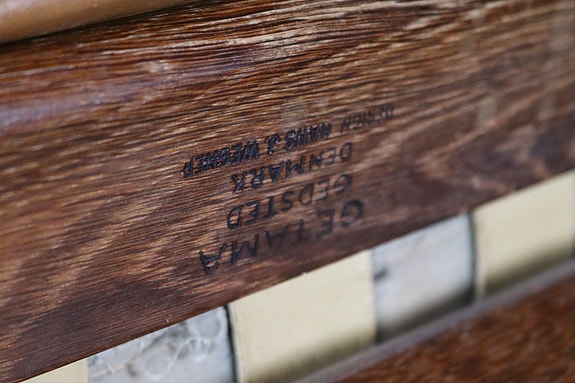 GETAMA
GEDSTED
DENMARK
DESIGN HANS J. WEGNER